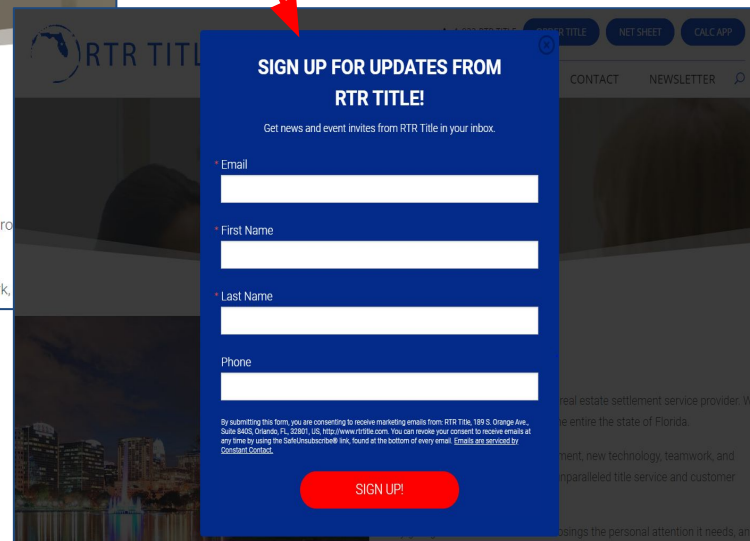 RTR TITL
TITLE
NET SHEET
CALC APP
CONTACT
NEWSLETTER
X
SIGN UP FOR UPDATES FROM
RTR TITLE!
Get news and event invites from RTR Title in your inbox.
* Email
* First Name
* Last Name
Phone
By submitting this form, you are consenting to receive marketing emails from: RTR Title, 189 S. Orange Ave.,
Suite 840S, Orlando, FL, 32801, US, http://www.rtrtitle.com. You can revoke your consent to receive emails at
any time by using the SafeUnsubscribe® link, found at the bottom of every email. Emails are serviced by
Constant Contact.
SIGN UP!
ro
k,
real estate settlement service provider. W
e entire the state of Florida.
ment, new technology, teamwork, and
nparalleled title service and customer
osings the personal attention it needs, an